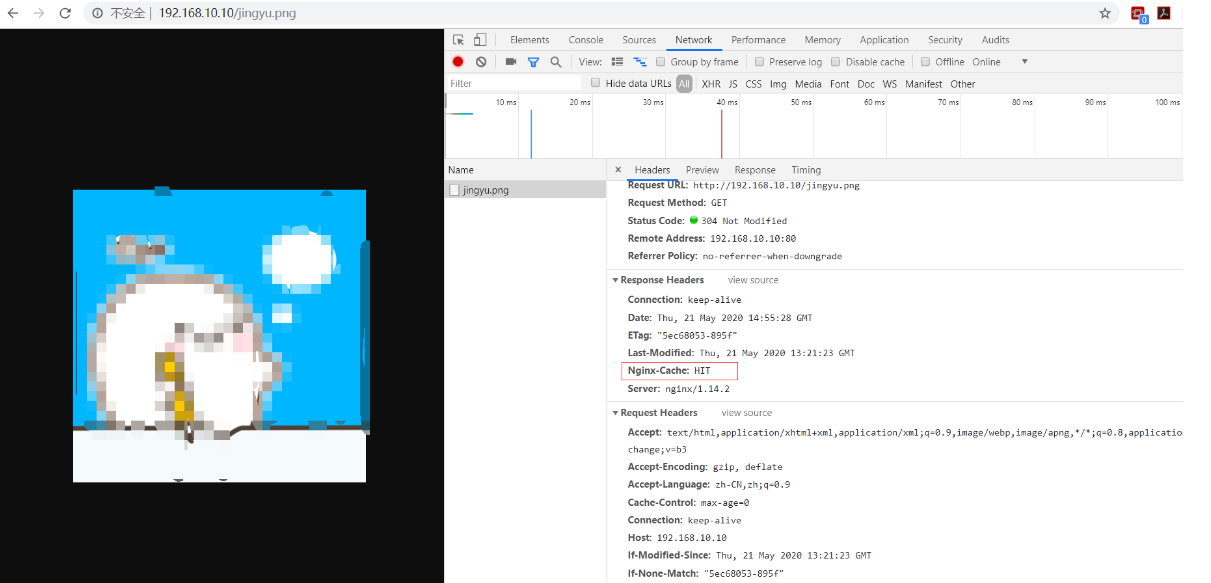 不安全 | 192.168.10.10/jingyu.png
0
Elements Console Sources Network Performance Memory Application Security Audits
View: Group by frame Preserve log Disable cache Offline Online ▼
Filter Hide data URLs All XHR JS CSS Img Media Font Doc WS Manifest Other
10 ms 20 ms 30 ms 40 ms 50 ms 60 ms 70 ms 80 ms 90 ms 100 ms
Name × Headers Preview Response Timing
jingyu.png
Request URL: http://192.168.10.10/jingyu.png
Request Method: GET
Status Code: 304 Not Modified
Remote Address: 192.168.10.10:80
Referrer Policy: no-referrer-when-downgrade
▼ Response Headers view source
Connection: keep-alive
Date: Thu, 21 May 2020 14:55:28 GMT
ETag: "5ec68053-895f"
Last-Modified: Thu, 21 May 2020 13:21:23 GMT
Nginx-Cache: HIT
Server: nginx/1.14.2
▼ Request Headers view source
Accept: text/html,application/xhtml+xml,application/xml;q=0.9,image/webp,image/apng,*/*;q=0.8,application
change;v=b3
Accept-Encoding: gzip, deflate
Accept-Language: zh-CN,zh;q=0.9
Cache-Control: max-age=0
Connection: keep-alive
Host: 192.168.10.10
If-Modified-Since: Thu, 21 May 2020 13:21:23 GMT
If-None-Match: "5ec68053-895f"